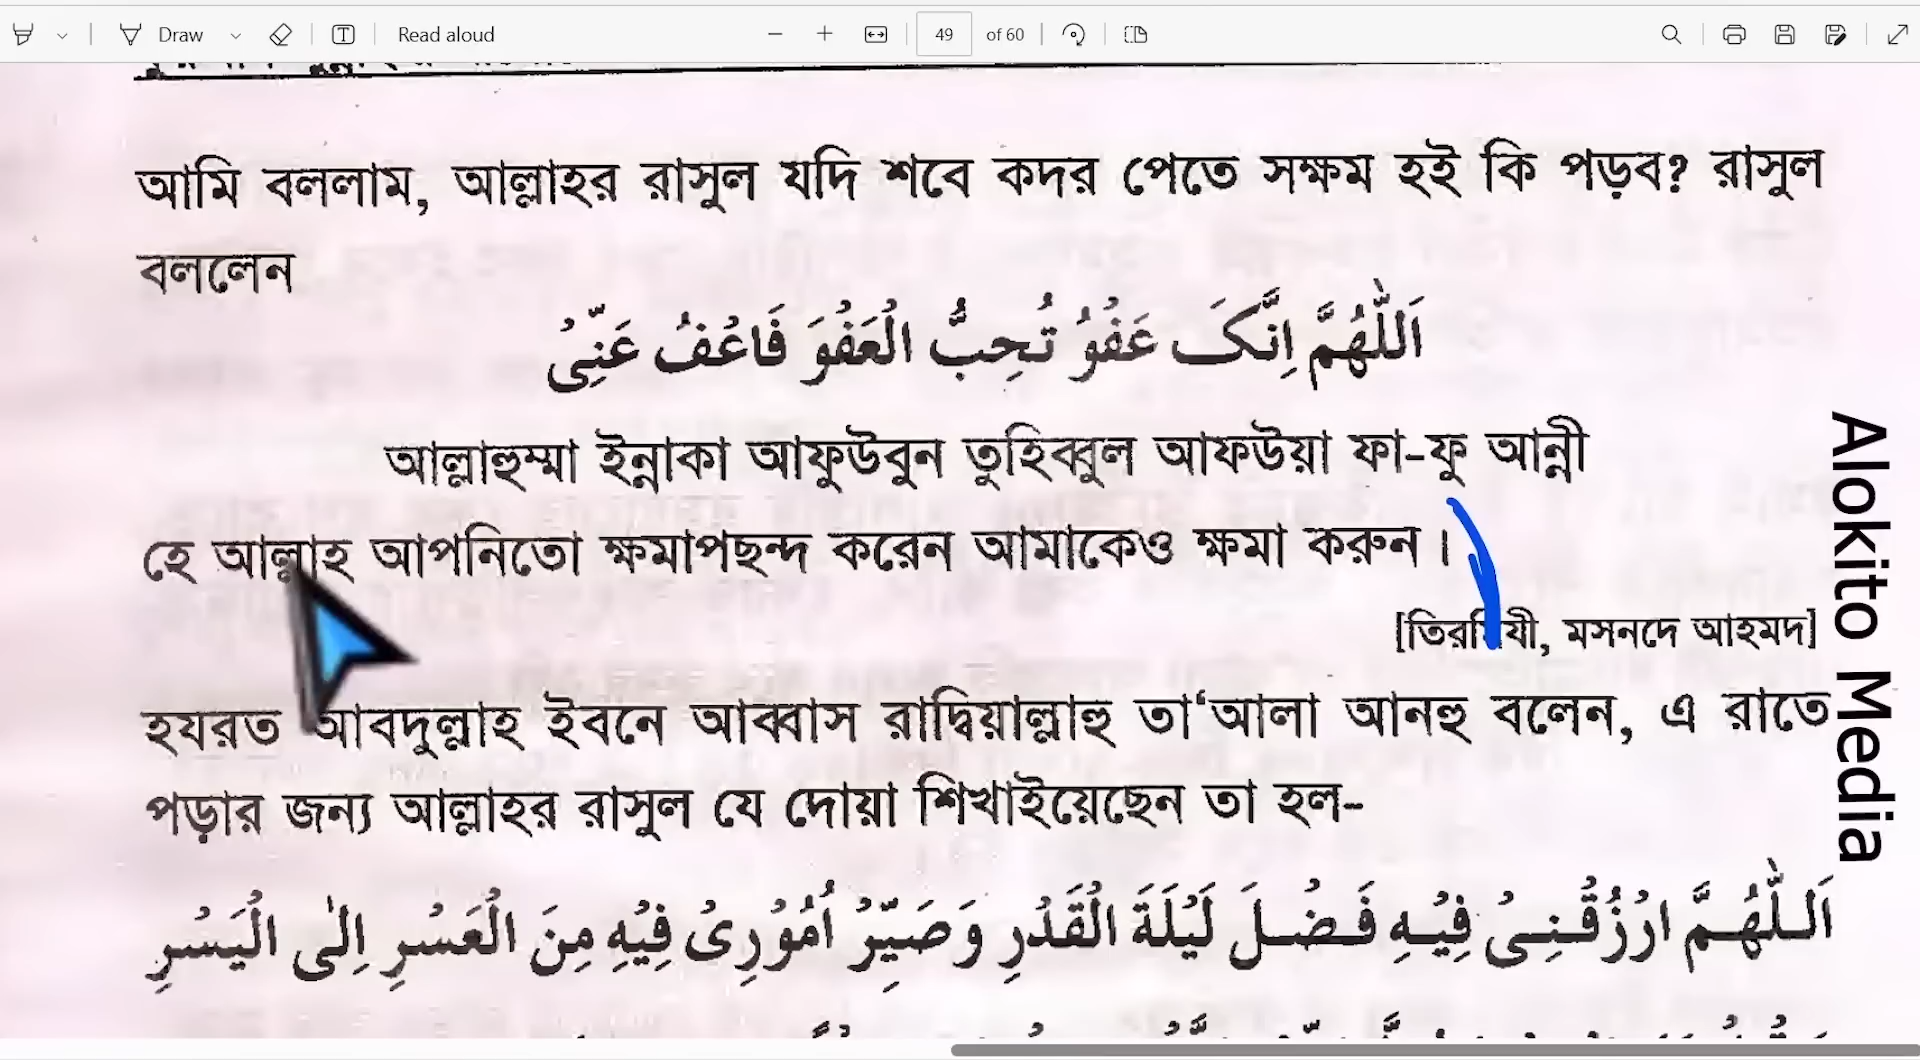 Draw
Read aloud
49 of 60
আমি বললাম, আল্লাহর রাসুল যদি শবে কদর পেতে সক্ষম হই কি পড়ব? রাসুল
বললেন
اَللّٰهُمَّ اِنَّکَ عَفُوُّ تُحِبُّ الْعَفُوَ فَاعْفُ عَنِّیْ
আল্লাহুম্মা ইন্নাকা আফুউবুন তুহিব্বুল আফউয়া ফা-ফু আন্নী
হে আল্লাহ আপনিতো ক্ষমাপছন্দ করেন আমাকেও ক্ষমা করুন।
[তিরমিযী, মসনদে আহমদ]
হযরত আবদুল্লাহ ইবনে আব্বাস রাদ্বিয়াল্লাহু তা‘আলা আনহু বলেন, এ রাতে
পড়ার জন্য আল্লাহর রাসুল যে দোয়া শিখাইয়েছেন তা হল-
اَللّٰهُمَّ ارْزُقْنِیْ فِیْهِ فَضْلَ لَیْلَةَ الْقَدْرِ وَصَیِّرْ اُمُوْرِیْ فِیْهِ مِنَ الْعَسْرِ اِلٰی الْیَسْرِ
Alokito Media